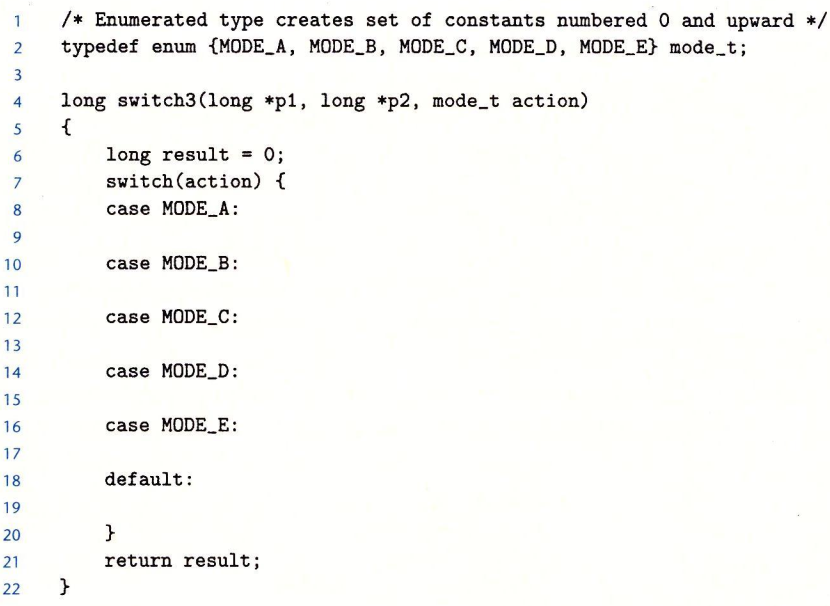 1 /* Enumerated type creates set of constants numbered 0 and upward */
2 typedef enum {MODE_A, MODE_B, MODE_C, MODE_D, MODE_E} mode_t;
3
4 long switch3(long *p1, long *p2, mode_t action)
5 {
6     long result = 0;
7     switch(action) {
8     case MODE_A:
9
10     case MODE_B:
11
12     case MODE_C:
13
14     case MODE_D:
15
16     case MODE_E:
17
18     default:
19
20     }
21     return result;
22 }